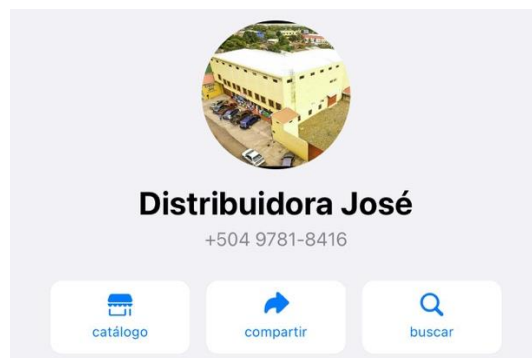 Distribuidora José
+504 9781-8416
catálogo
compartir
buscar